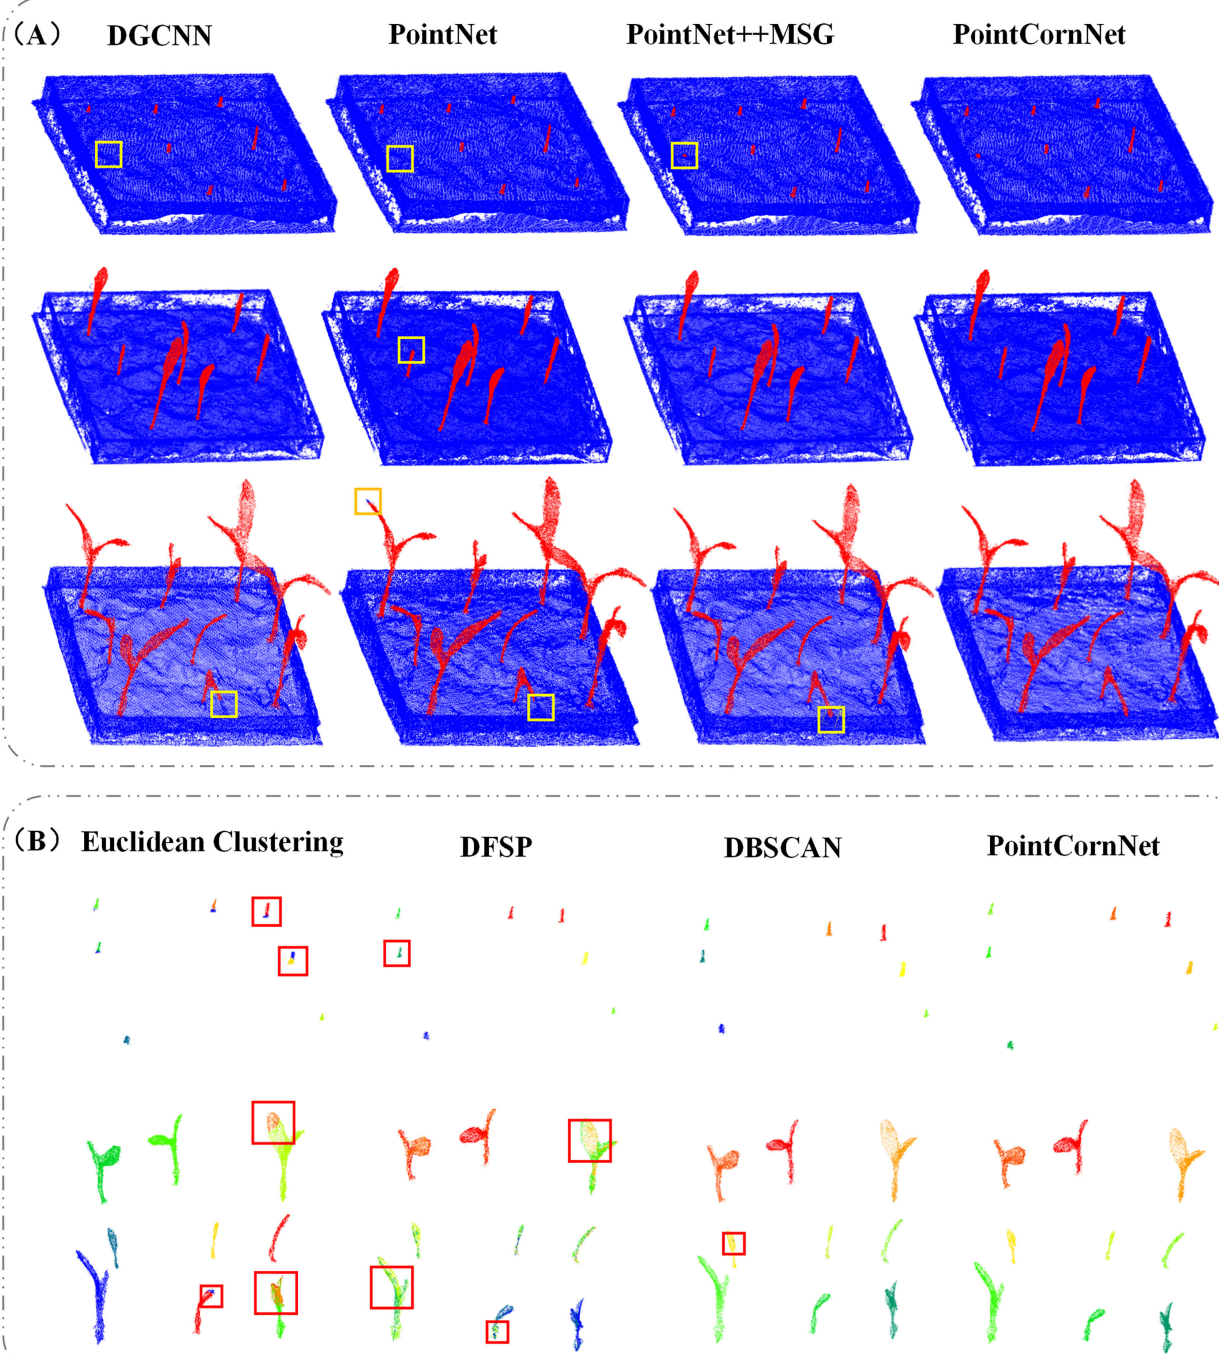 （A） DGCNN PointNet PointNet++MSG PointCornNet
（B） Euclidean Clustering DFSP DBSCAN PointCornNet